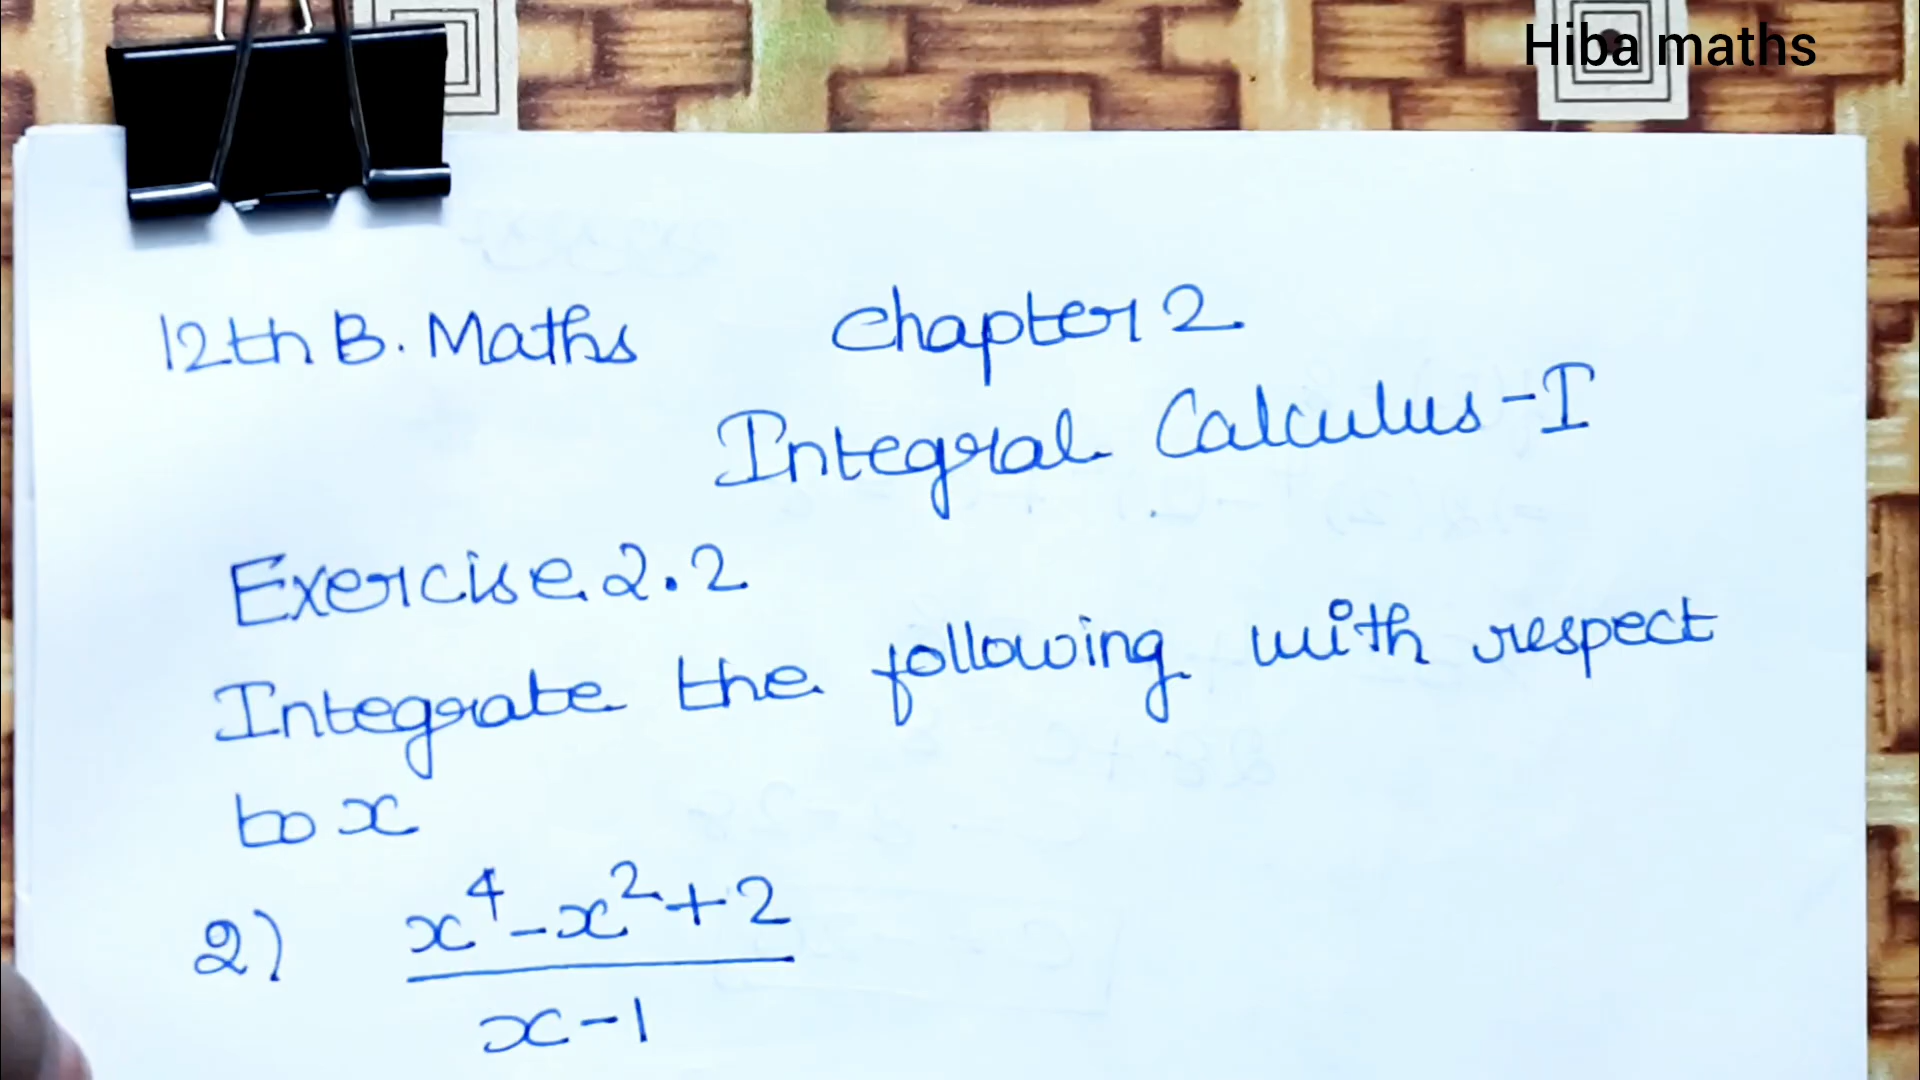 Hiba maths
12th B. Maths Chapter 2
Integral Calculus-I
Exercise 2.2
Integrate the following with respect
to x
2) x⁴-x²+2
x-1